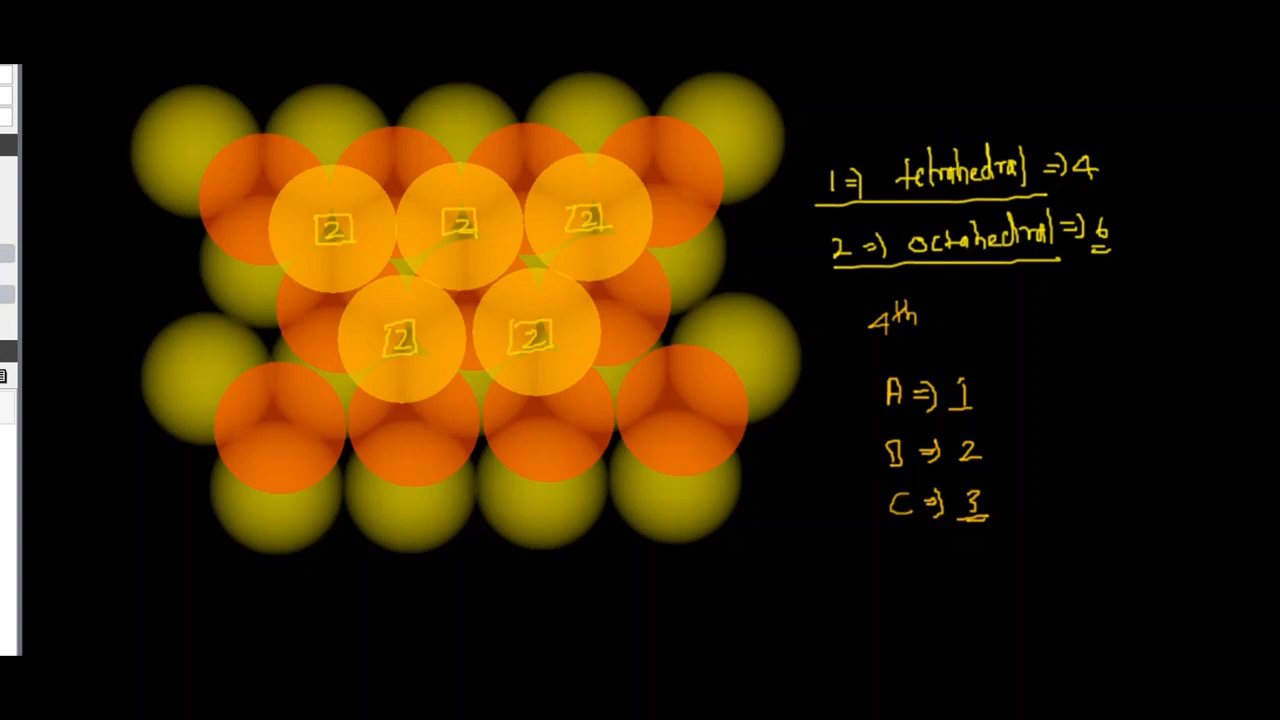 2 2 2
2 2
1 => tetrahedral => 4
2 => octahedral => 6
4th
A => 1
B => 2
C => 3